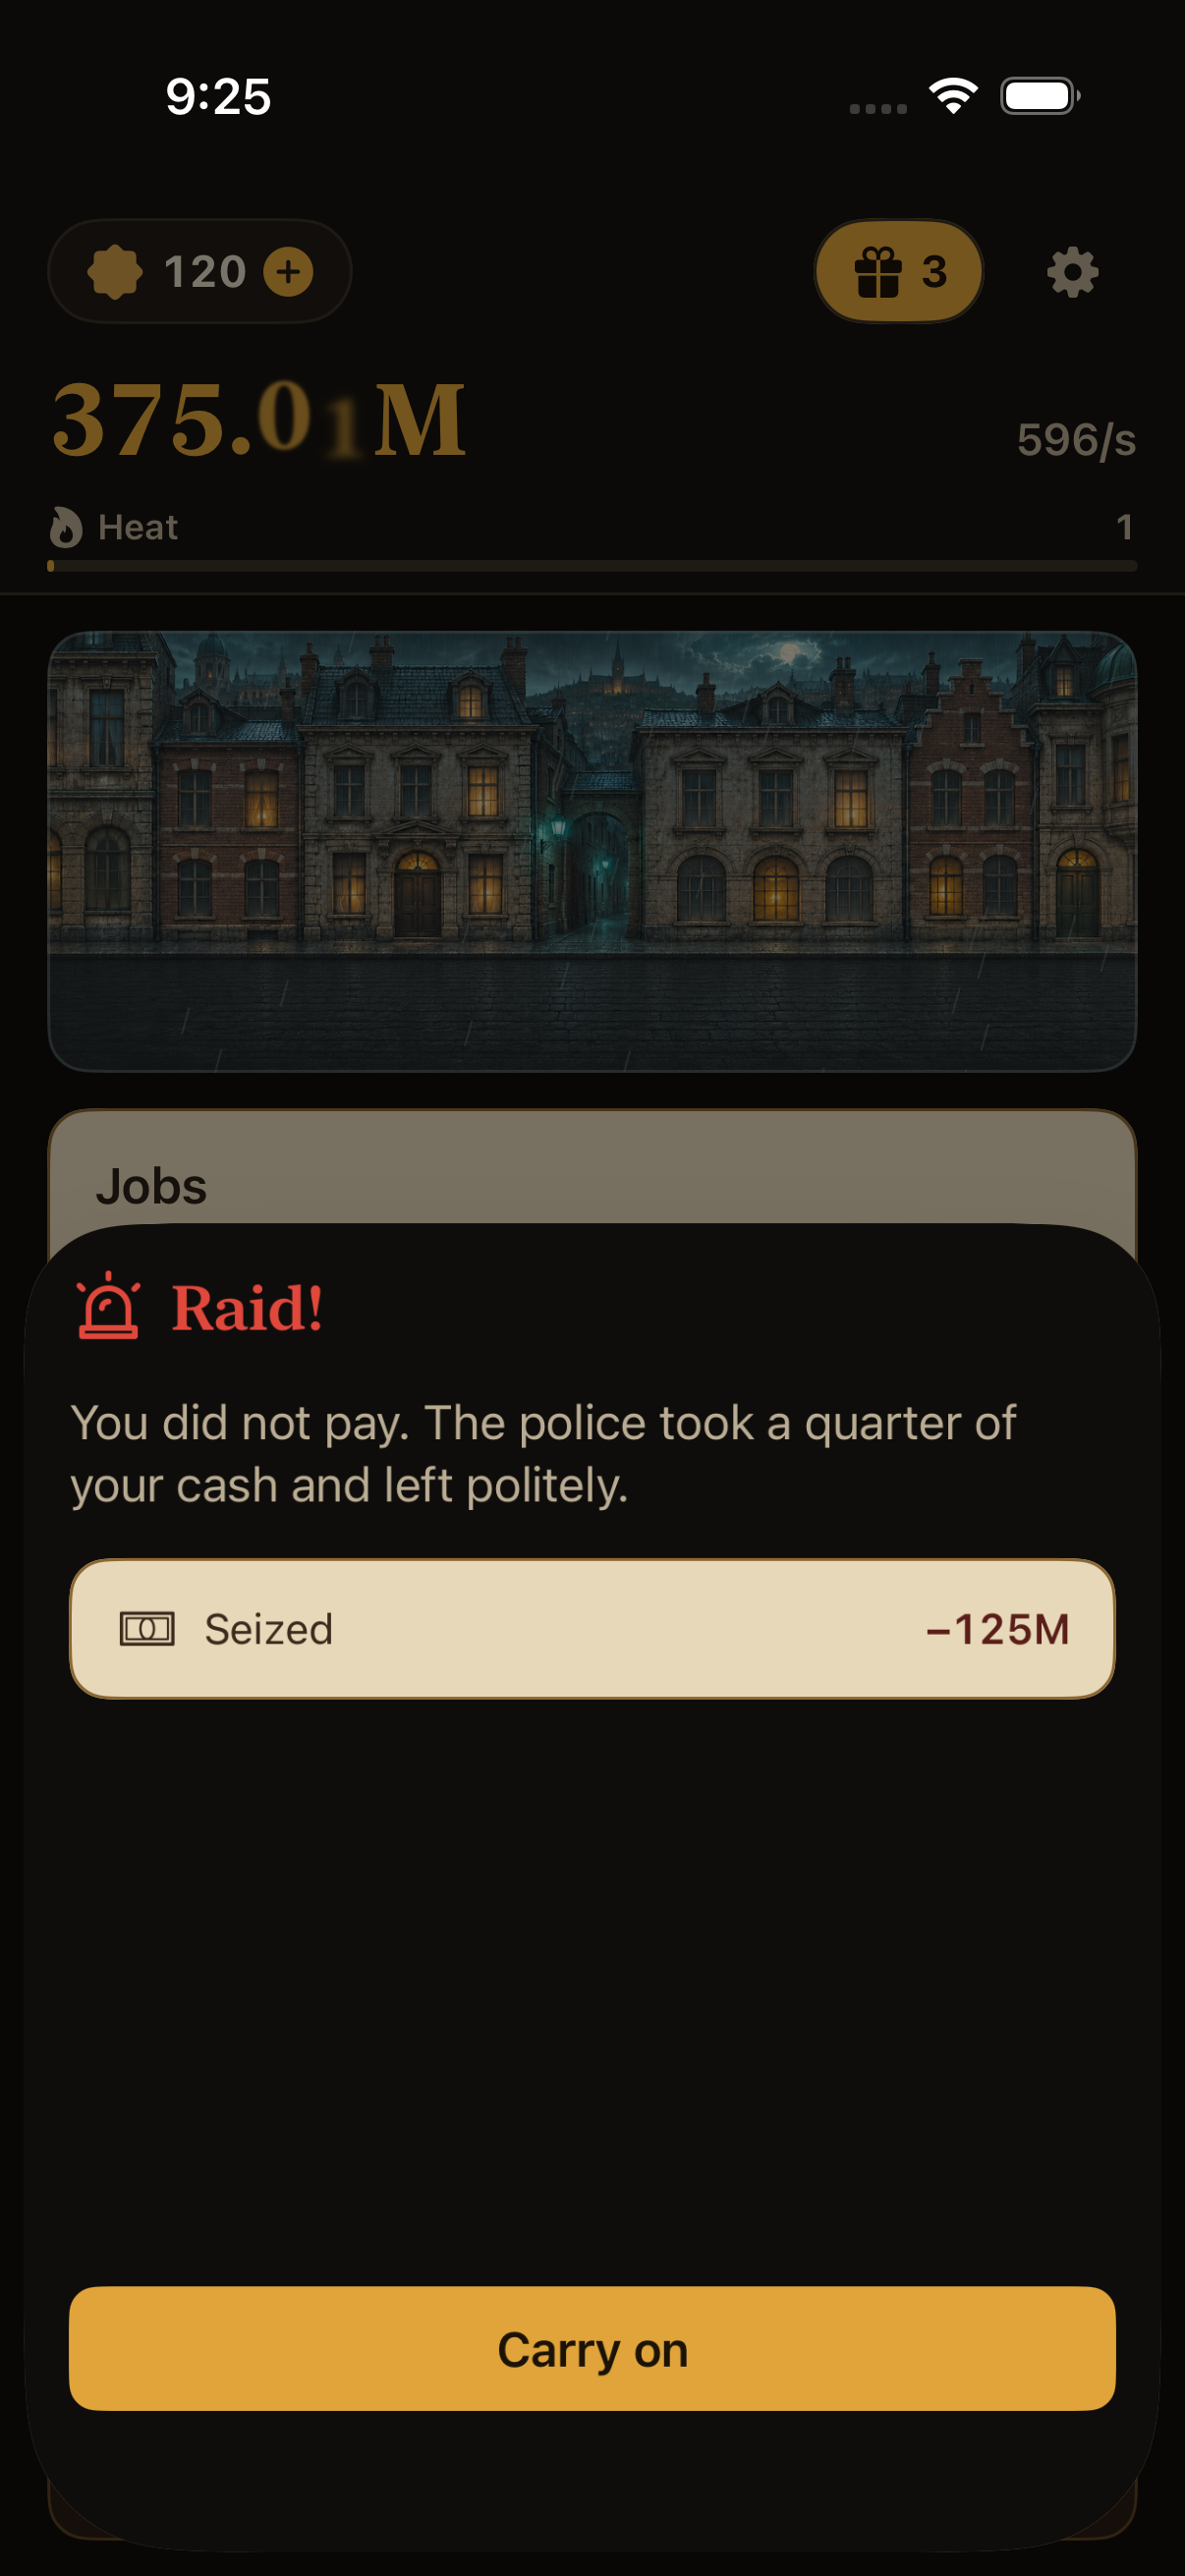 9:25
120
3
375.01M
596/s
Heat
1
Jobs
Raid!
You did not pay. The police took a quarter of
your cash and left politely.
Seized
–125M
Carry on